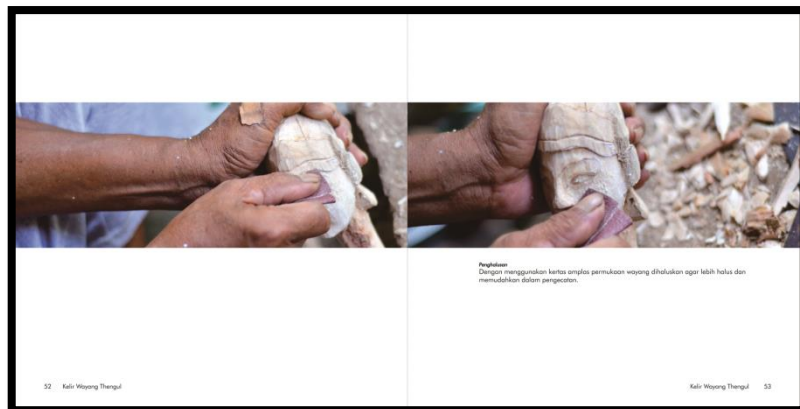 Penghalusan
Dengan menggunakan kertas amplas permukaan wayang dihaluskan agar lebih halus dan
memudahkan dalam pengecatan.
52 Kelir Wayang Thengul
Kelir Wayang Thengul 53